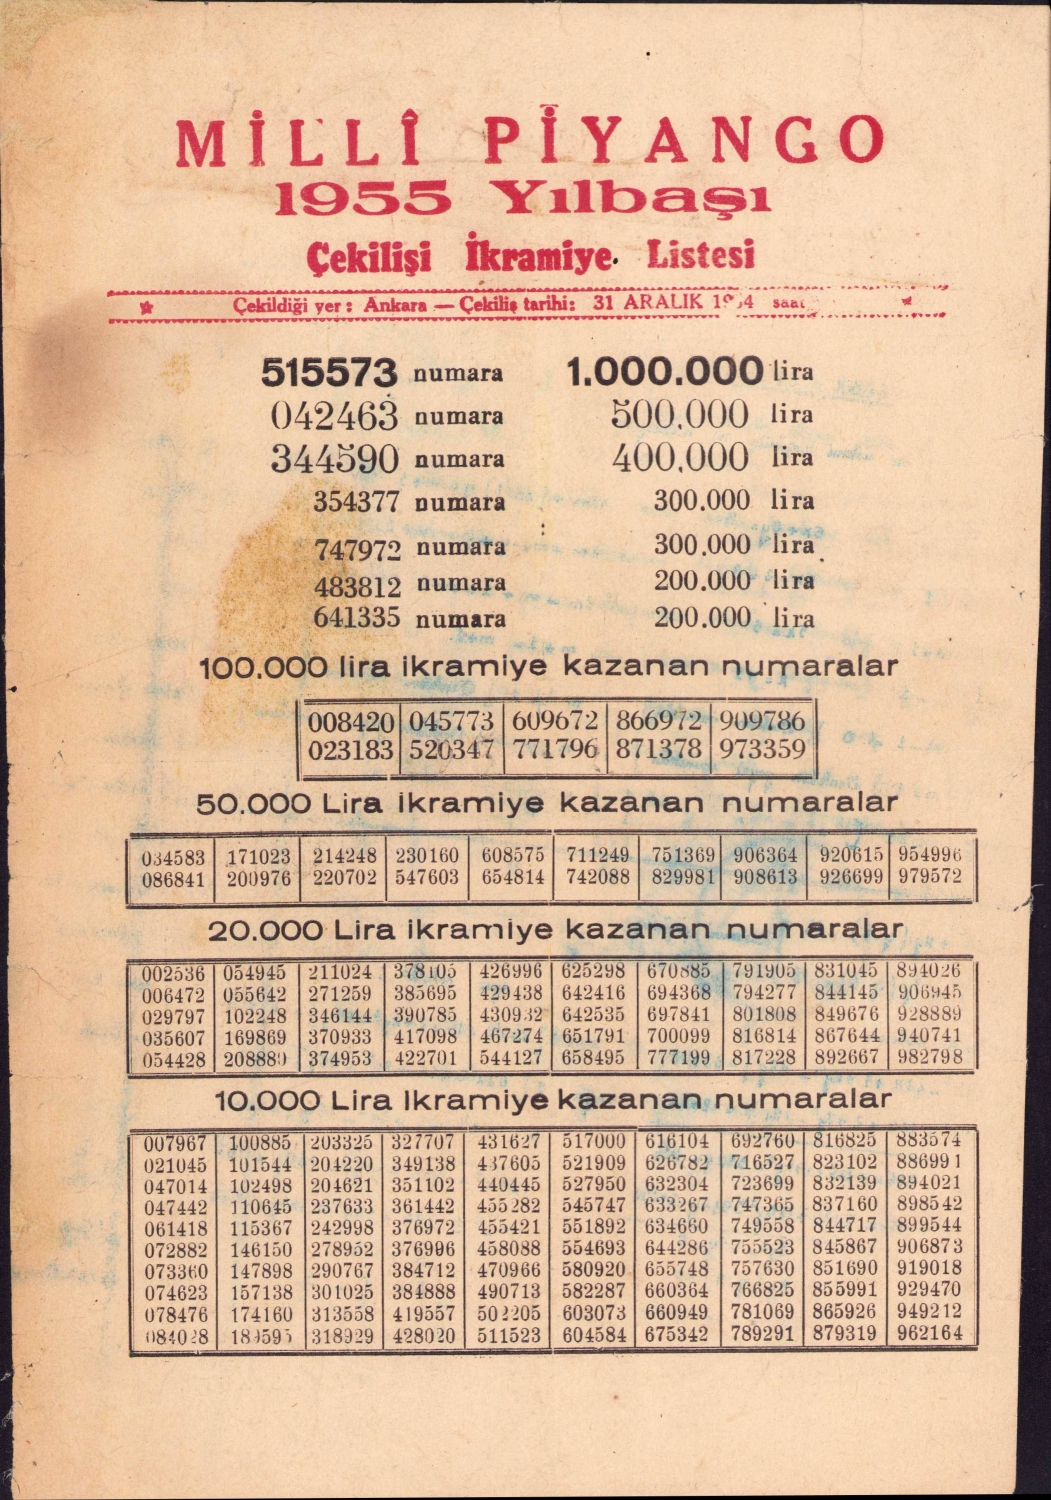 MİLLÎ PİYANGO
1955 Yılbaşı
Çekilişi İkramiye Listesi
Çekildiği yer: Ankara — Çekiliş tarihi: 31 ARALIK saat
515573 numara 1.000.000 lira
042463 numara 500.000 lira
344590 numara 400.000 lira
354377 numara 300.000 lira
747972 numara 300.000 lira
483812 numara 200.000 lira
641335 numara 200.000 lira
100.000 lira ikramiye kazanan numaralar
008420 045773 609672 866972 909786
023183 520347 771796 871378 973359
50.000 Lira ikramiye kazanan numaralar
034583 171023 214248 230160 608575 711249 751369 906364 920615 954996
086841 200976 220702 547603 654814 742088 829981 908613 926699 979572
20.000 Lira ikramiye kazanan numaralar
002536 054945 211024 378105 426996 625298 670885 791905 831045 894026
006472 055642 271259 385695 429438 642416 694368 794277 844145 906945
029797 102248 346144 390785 430932 642535 697841 801808 849676 928889
035607 169869 370933 417098 467274 651791 700099 816814 867644 940741
054428 208880 374953 422701 544127 658495 777199 817228 892667 982798
10.000 Lira Ikramiye kazanan numaralar
007967 100885 203325 327707 431627 517000 616104 692760 816825 883574
021045 101544 204220 349138 437605 521909 626782 716527 823102 886991
047014 102498 204621 351102 440445 527950 632304 723699 832139 894021
047442 110645 237633 361442 455282 545747 633267 747365 837160 898542
061418 115367 242998 376972 455421 551892 634660 749558 844717 899544
072882 146150 278952 376996 458088 554693 644286 755523 845867 906873
073360 147898 290767 384712 470966 580920 655748 757630 851690 919018
074623 157138 301025 384888 490713 582287 660364 766825 855991 929470
078476 174160 313558 419557 502205 603073 660949 781069 865926 949212
084028 318929 428020 511523 604584 675342 789291 879319 962164